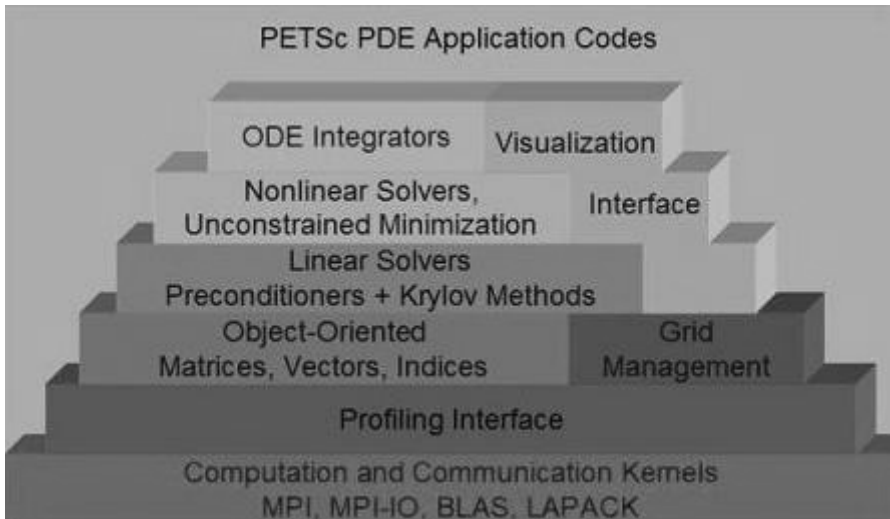 PETSc PDE Application Codes
ODE Integrators
Visualization
Nonlinear Solvers,
Unconstrained Minimization
Interface
Linear Solvers
Preconditioners + Krylov Methods
Object-Oriented
Matrices, Vectors, Indices
Grid
Management
Profiling Interface
Computation and Communication Kernels
MPI, MPI-IO, BLAS, LAPACK